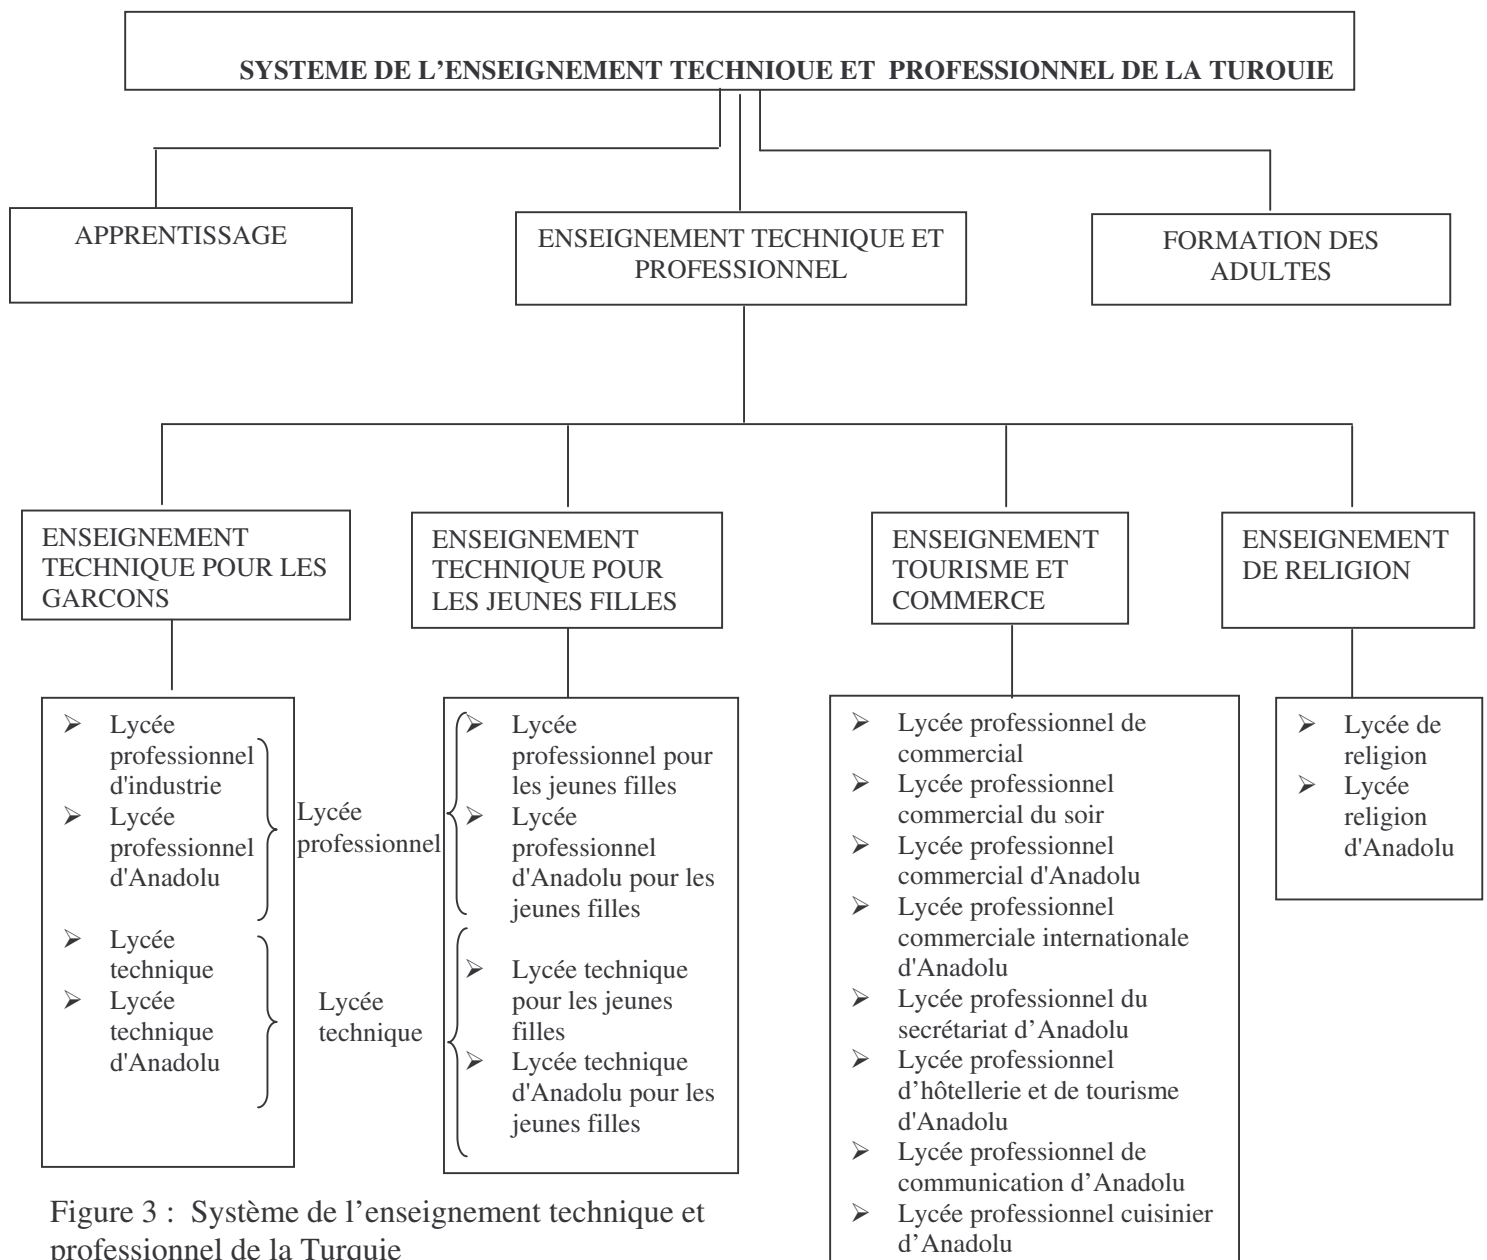 SYSTEME DE L'ENSEIGNEMENT TECHNIQUE ET PROFESSIONNEL DE LA TURQUIE
APPRENTISSAGE
ENSEIGNEMENT TECHNIQUE ET
PROFESSIONNEL
FORMATION DES
ADULTES
ENSEIGNEMENT
TECHNIQUE POUR LES
GARCONS
ENSEIGNEMENT
TECHNIQUE POUR
LES JEUNES FILLES
ENSEIGNEMENT
TOURISME ET
COMMERCE
ENSEIGNEMENT
DE RELIGION
➢ Lycée
professionnel
d'industrie
➢ Lycée
professionnel
d'Anadolu
➢ Lycée
technique
➢ Lycée
technique
d'Anadolu
Lycée
professionnel
Lycée
technique
➢ Lycée
professionnel pour
les jeunes filles
➢ Lycée
professionnel
d'Anadolu pour les
jeunes filles
➢ Lycée technique
pour les jeunes
filles
➢ Lycée technique
d'Anadolu pour les
jeunes filles
➢ Lycée professionnel de
commercial
➢ Lycée professionnel
commercial du soir
➢ Lycée professionnel
commercial d'Anadolu
➢ Lycée professionnel
commerciale internationale
d'Anadolu
➢ Lycée professionnel du
secrétariat d’Anadolu
➢ Lycée professionnel
d’hôtellerie et de tourisme
d'Anadolu
➢ Lycée professionnel de
communication d’Anadolu
➢ Lycée professionnel cuisinier
d’Anadolu
➢ Lycée de
religion
➢ Lycée
religion
d'Anadolu
Figure 3 : Système de l’enseignement technique et
professionnel de la Turquie